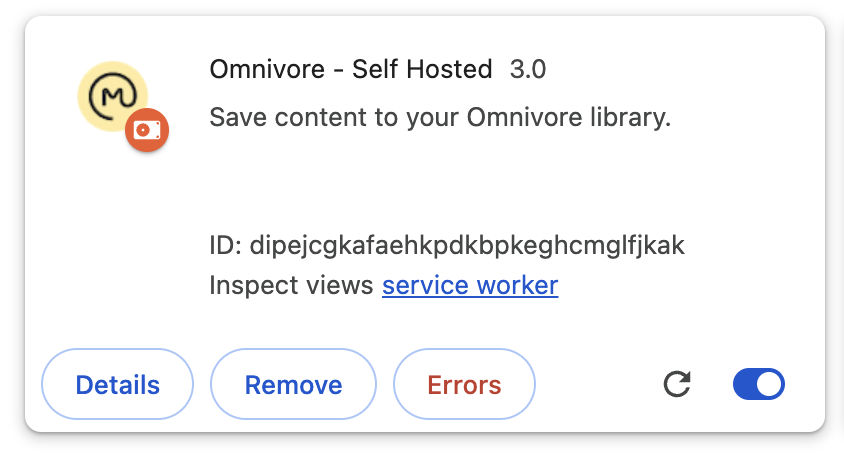 Omnivore - Self Hosted 3.0
Save content to your Omnivore library.
ID: dipejcgkafaehkpdkbpkeghcmglfjkak
Inspect views service worker
Details Remove Errors